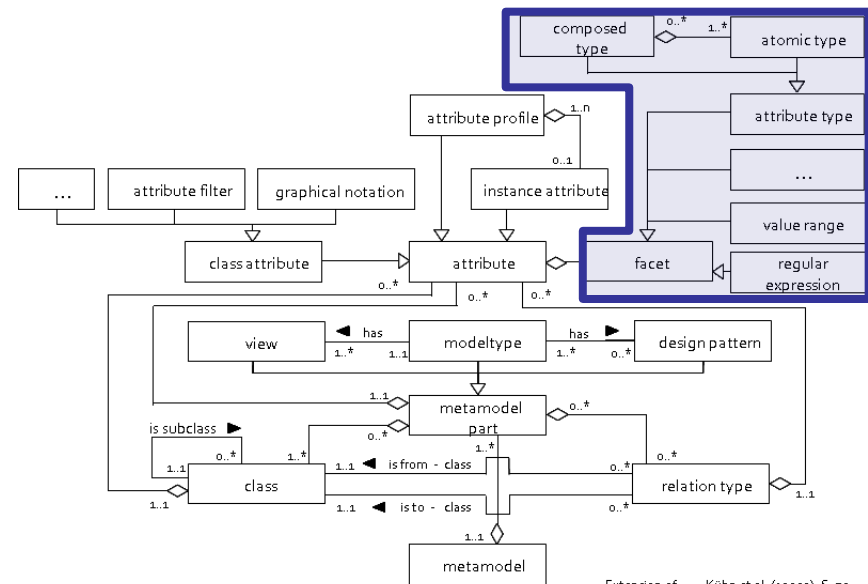 composed
type
0..*
1..*
atomic type
attribute type
...
value range
regular
expression
facet
attribute profile
1..n
0..1
instance attribute
...
attribute filter
graphical notation
class attribute
attribute
0..*
0..*
0..*
view
◄ has
1..*
1..1
modeltype
has ►
1..*
0..*
design pattern
1..1
metamodel
part
0..*
0..*
1..*
is subclass ►
1..1
0..*
1..*
class
1..1
1..1 ◄ is from - class
0..*
0..*
1..1 ◄ is to - class
0..*
relation type
1..1
1..1
metamodel